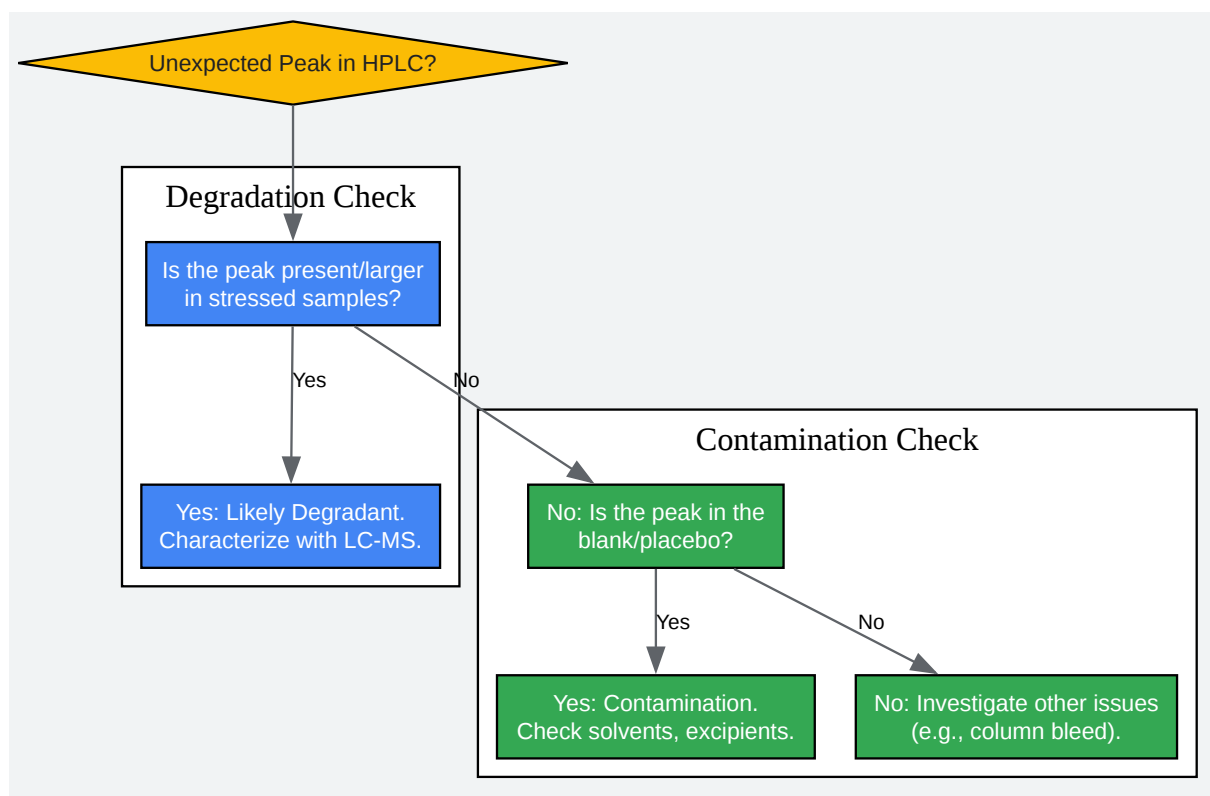 Unexpected Peak in HPLC?
Degradation Check
Is the peak present/larger
in stressed samples?
Yes
No
Yes: Likely Degradant.
Characterize with LC-MS.
Contamination Check
No: Is the peak in the
blank/placebo?
Yes
No
Yes: Contamination.
Check solvents, excipients.
No: Investigate other issues
(e.g., column bleed).